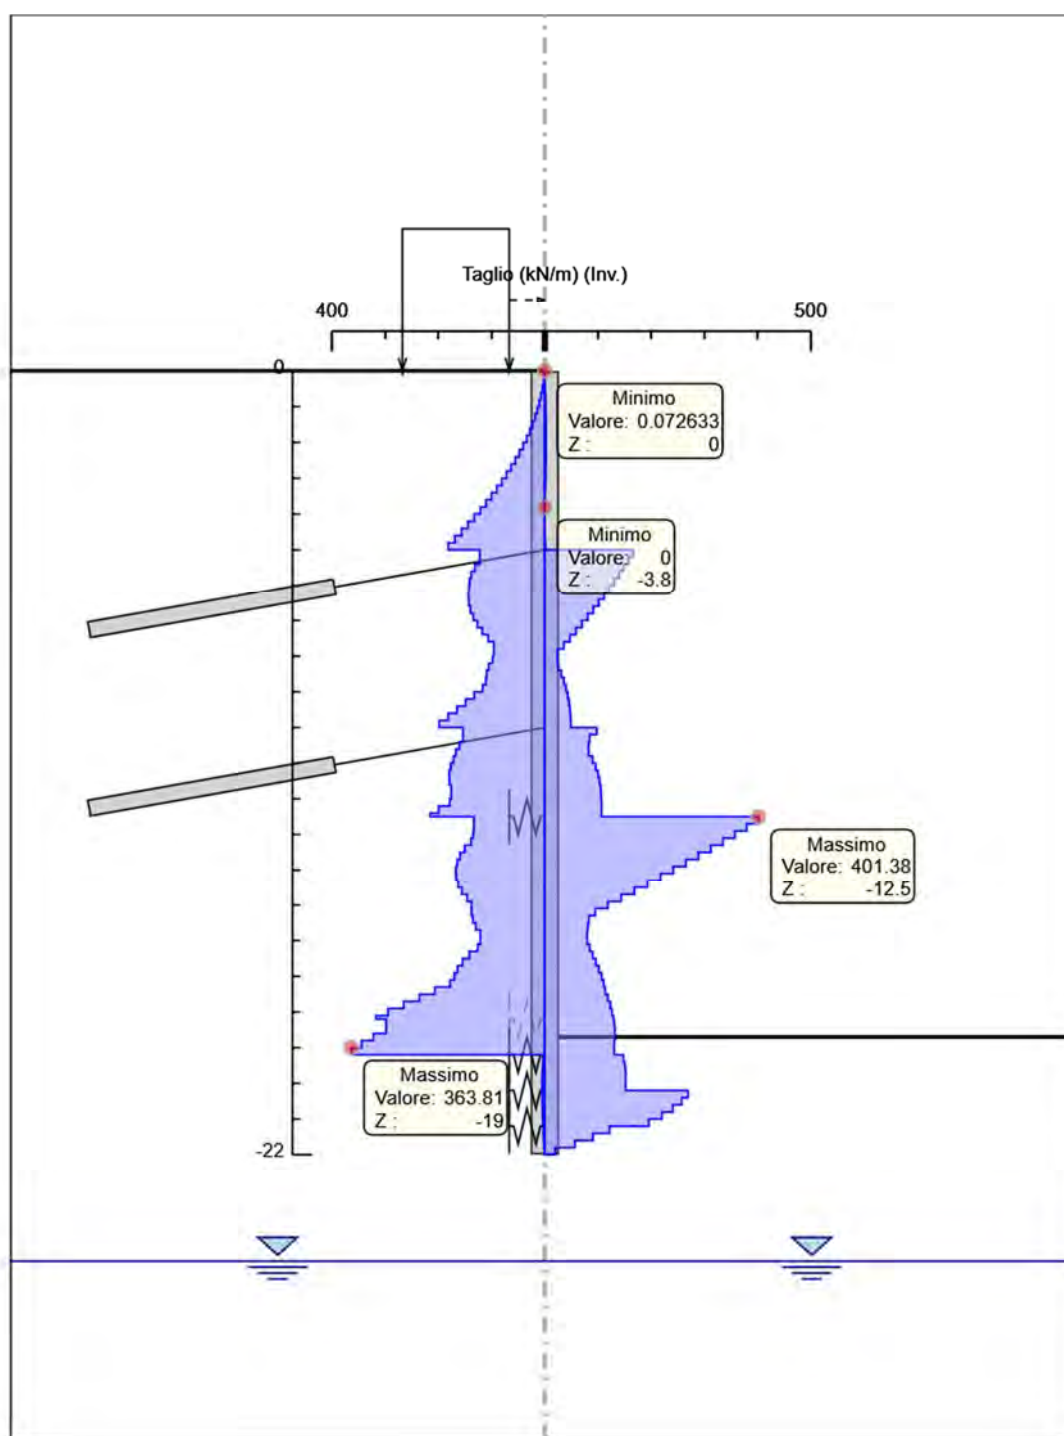 Taglio (kN/m) (Inv.)
400
500
0
Minimo
Valore: 0.072633
Z : 0
Minimo
Valore: 0
Z : -3.8
Massimo
Valore: 401.38
Z : -12.5
Massimo
Valore: 363.81
Z : -19
-22